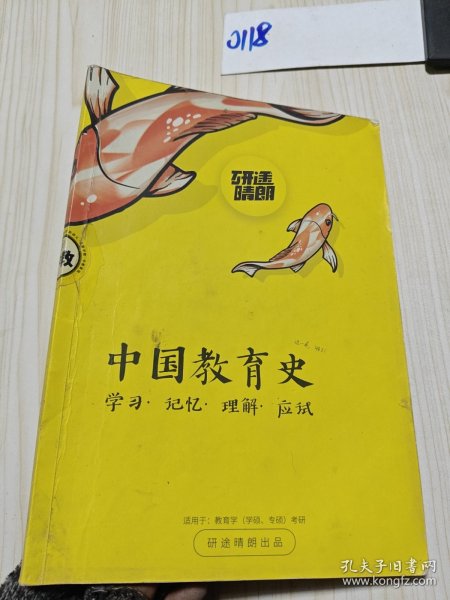 0118
研途
晴朗
教
中国教育史
学习·记忆·理解·应试
适用于：教育学（学硕、专硕）考研
研途晴朗出品
孔夫子旧书网
www.kongfz.com